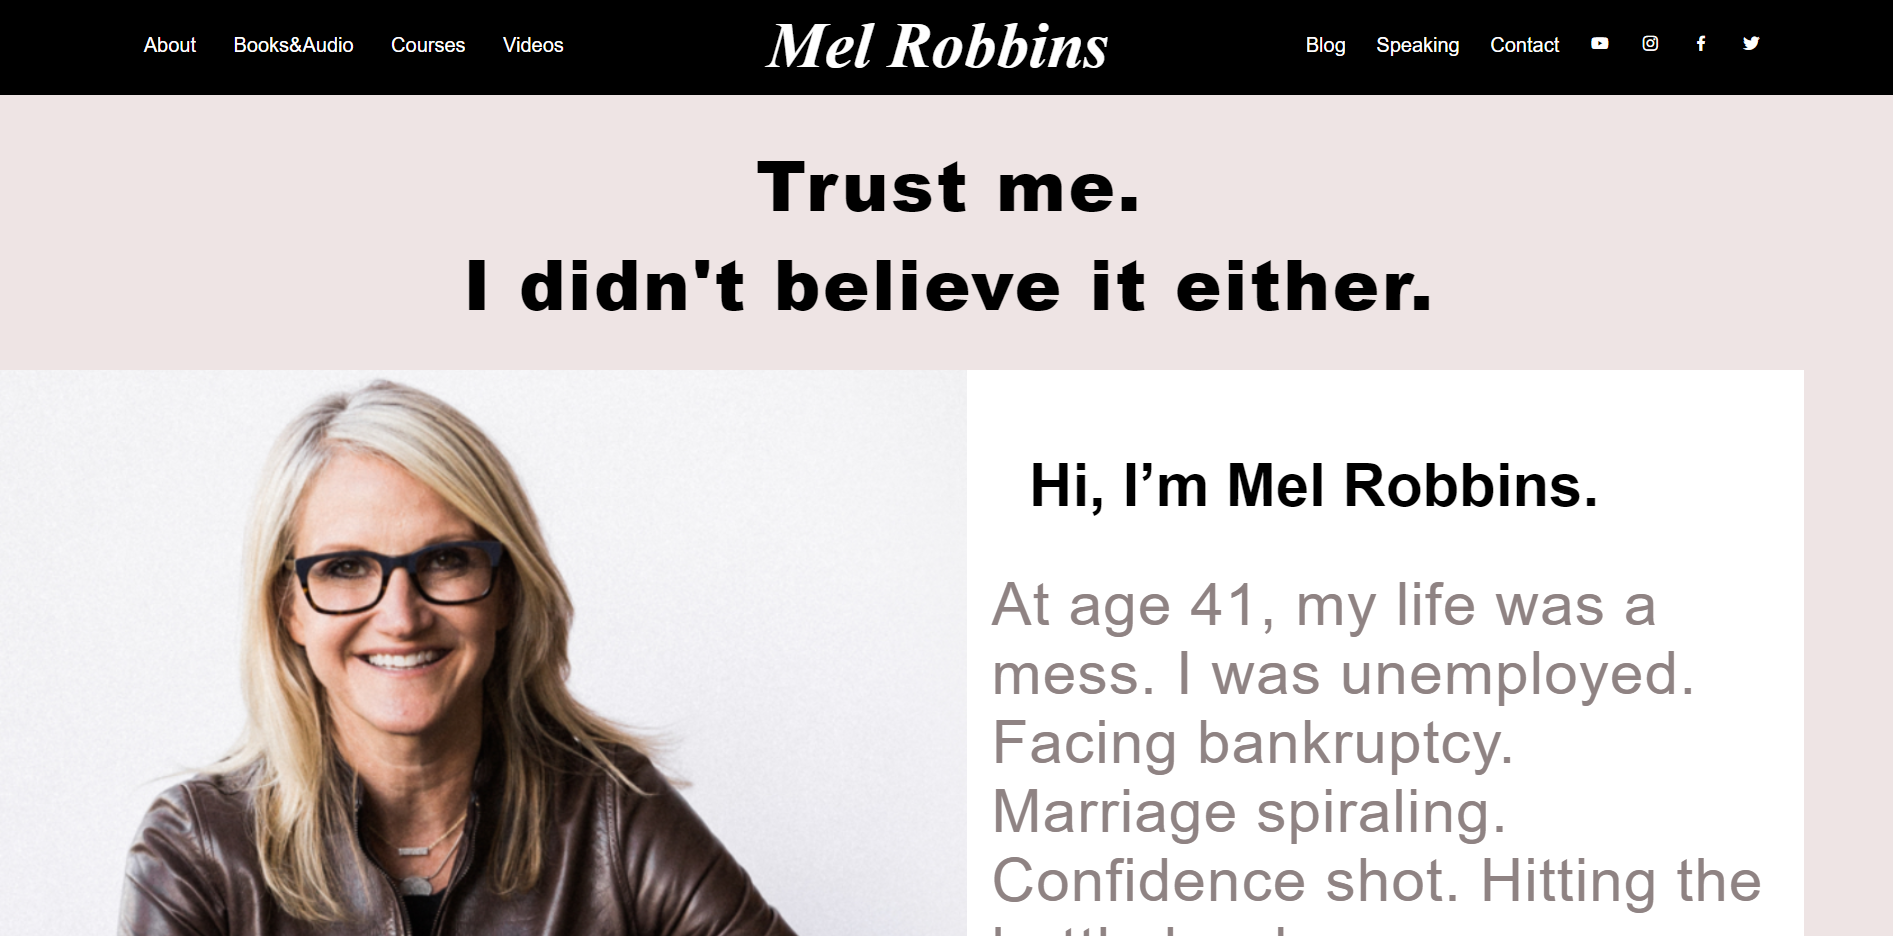 About Books&Audio Courses Videos Mel Robbins Blog Speaking Contact
Trust me.
I didn't believe it either.
Hi, I’m Mel Robbins.
At age 41, my life was a
mess. I was unemployed.
Facing bankruptcy.
Marriage spiraling.
Confidence shot. Hitting the